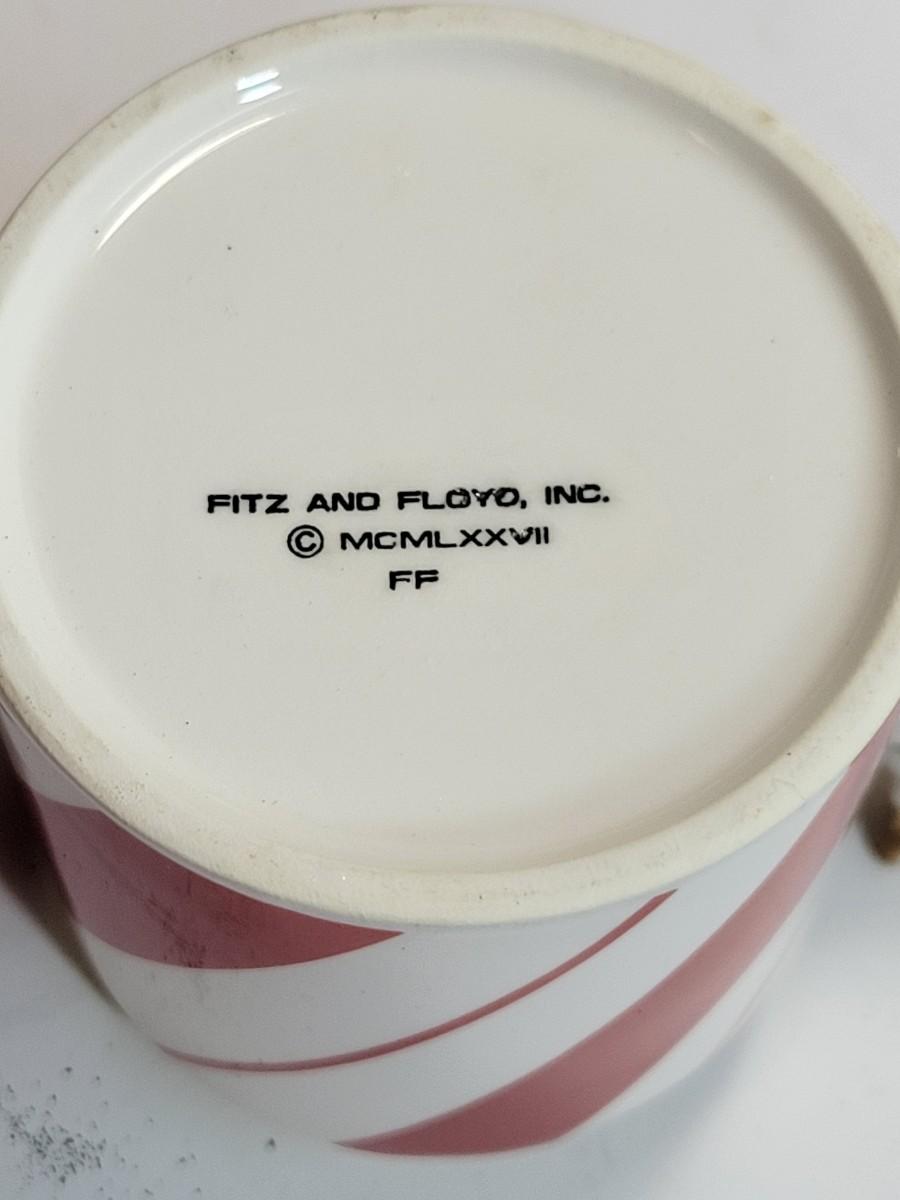 FITZ AND FLOYD, INC.
© MCMLXXVII
FF